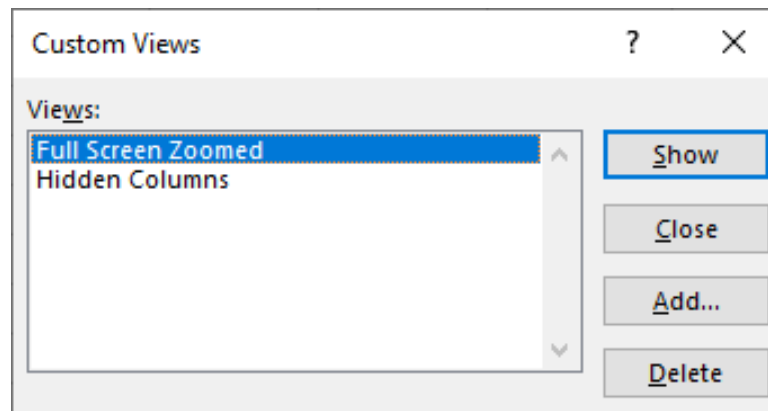 Custom Views
?
Views:
Full Screen Zoomed
Hidden Columns
Show
Close
Add...
Delete